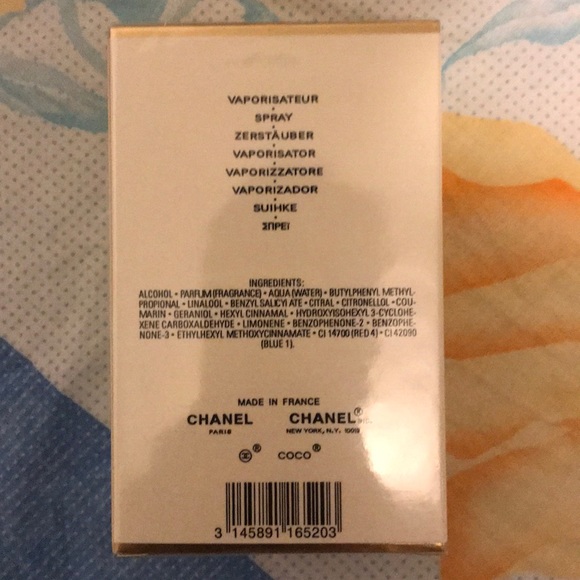 VAPORISATEUR
SPRAY
ZERSTÄUBER
VAPORISATOR
VAPORIZZATORE
VAPORIZADOR
SUIHKE
ΣΠΡΕΪ
INGREDIENTS:
ALCOHOL • PARFUM (FRAGRANCE) • AQUA (WATER) • BUTYLPHENYL METHYL-
PROPIONAL • LINALOOL • BENZYL SALICYLATE • CITRAL • CITRONELLOL • COU-
MARIN • GERANIOL • HEXYL CINNAMAL • HYDROXYISOHEXYL 3-CYCLOHE-
XENE CARBOXALDEHYDE • LIMONENE • BENZOPHENONE-2 • BENZOPHE-
NONE-3 • ETHYLHEXYL METHOXYCINNAMATE • CI 14700 (RED 4) • CI 42090
(BLUE 1).
MADE IN FRANCE
CHANEL CHANEL®
PARIS NEW YORK, N.Y.
® COCO®
3 145891 165203